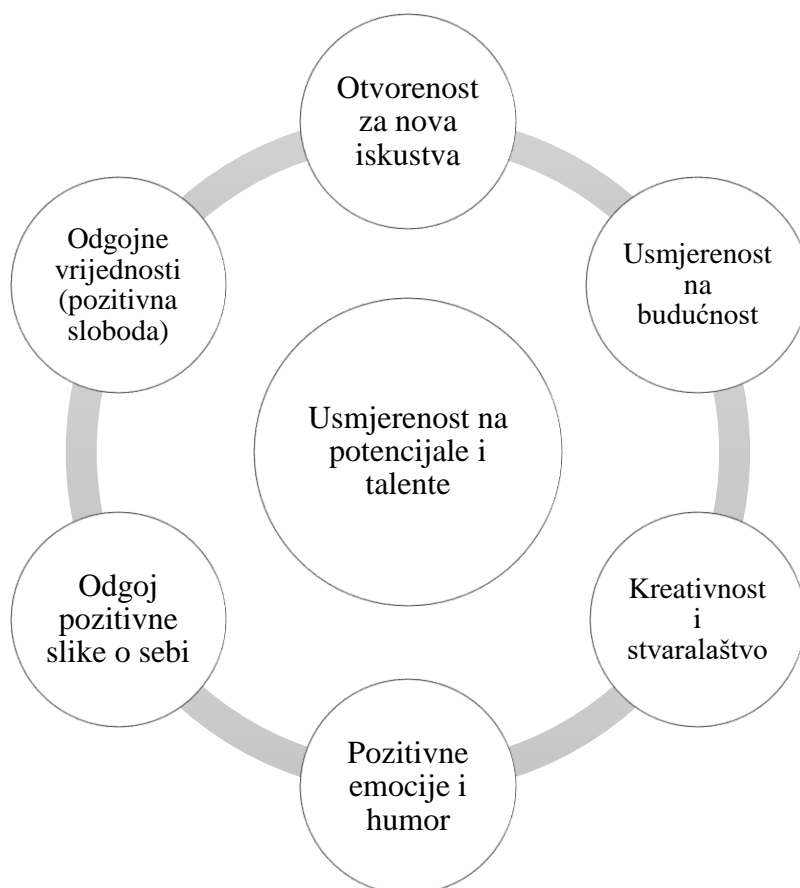 Otvorenost
za nova
iskustva
Usmjerenost
na
budućnost
Kreativnost
i
stvaralaštvo
Pozitivne
emocije i
humor
Odgoj
pozitivne
slike o sebi
Odgojne
vrijednosti
(pozitivna
sloboda)
Usmjerenost na
potencijale i
talente